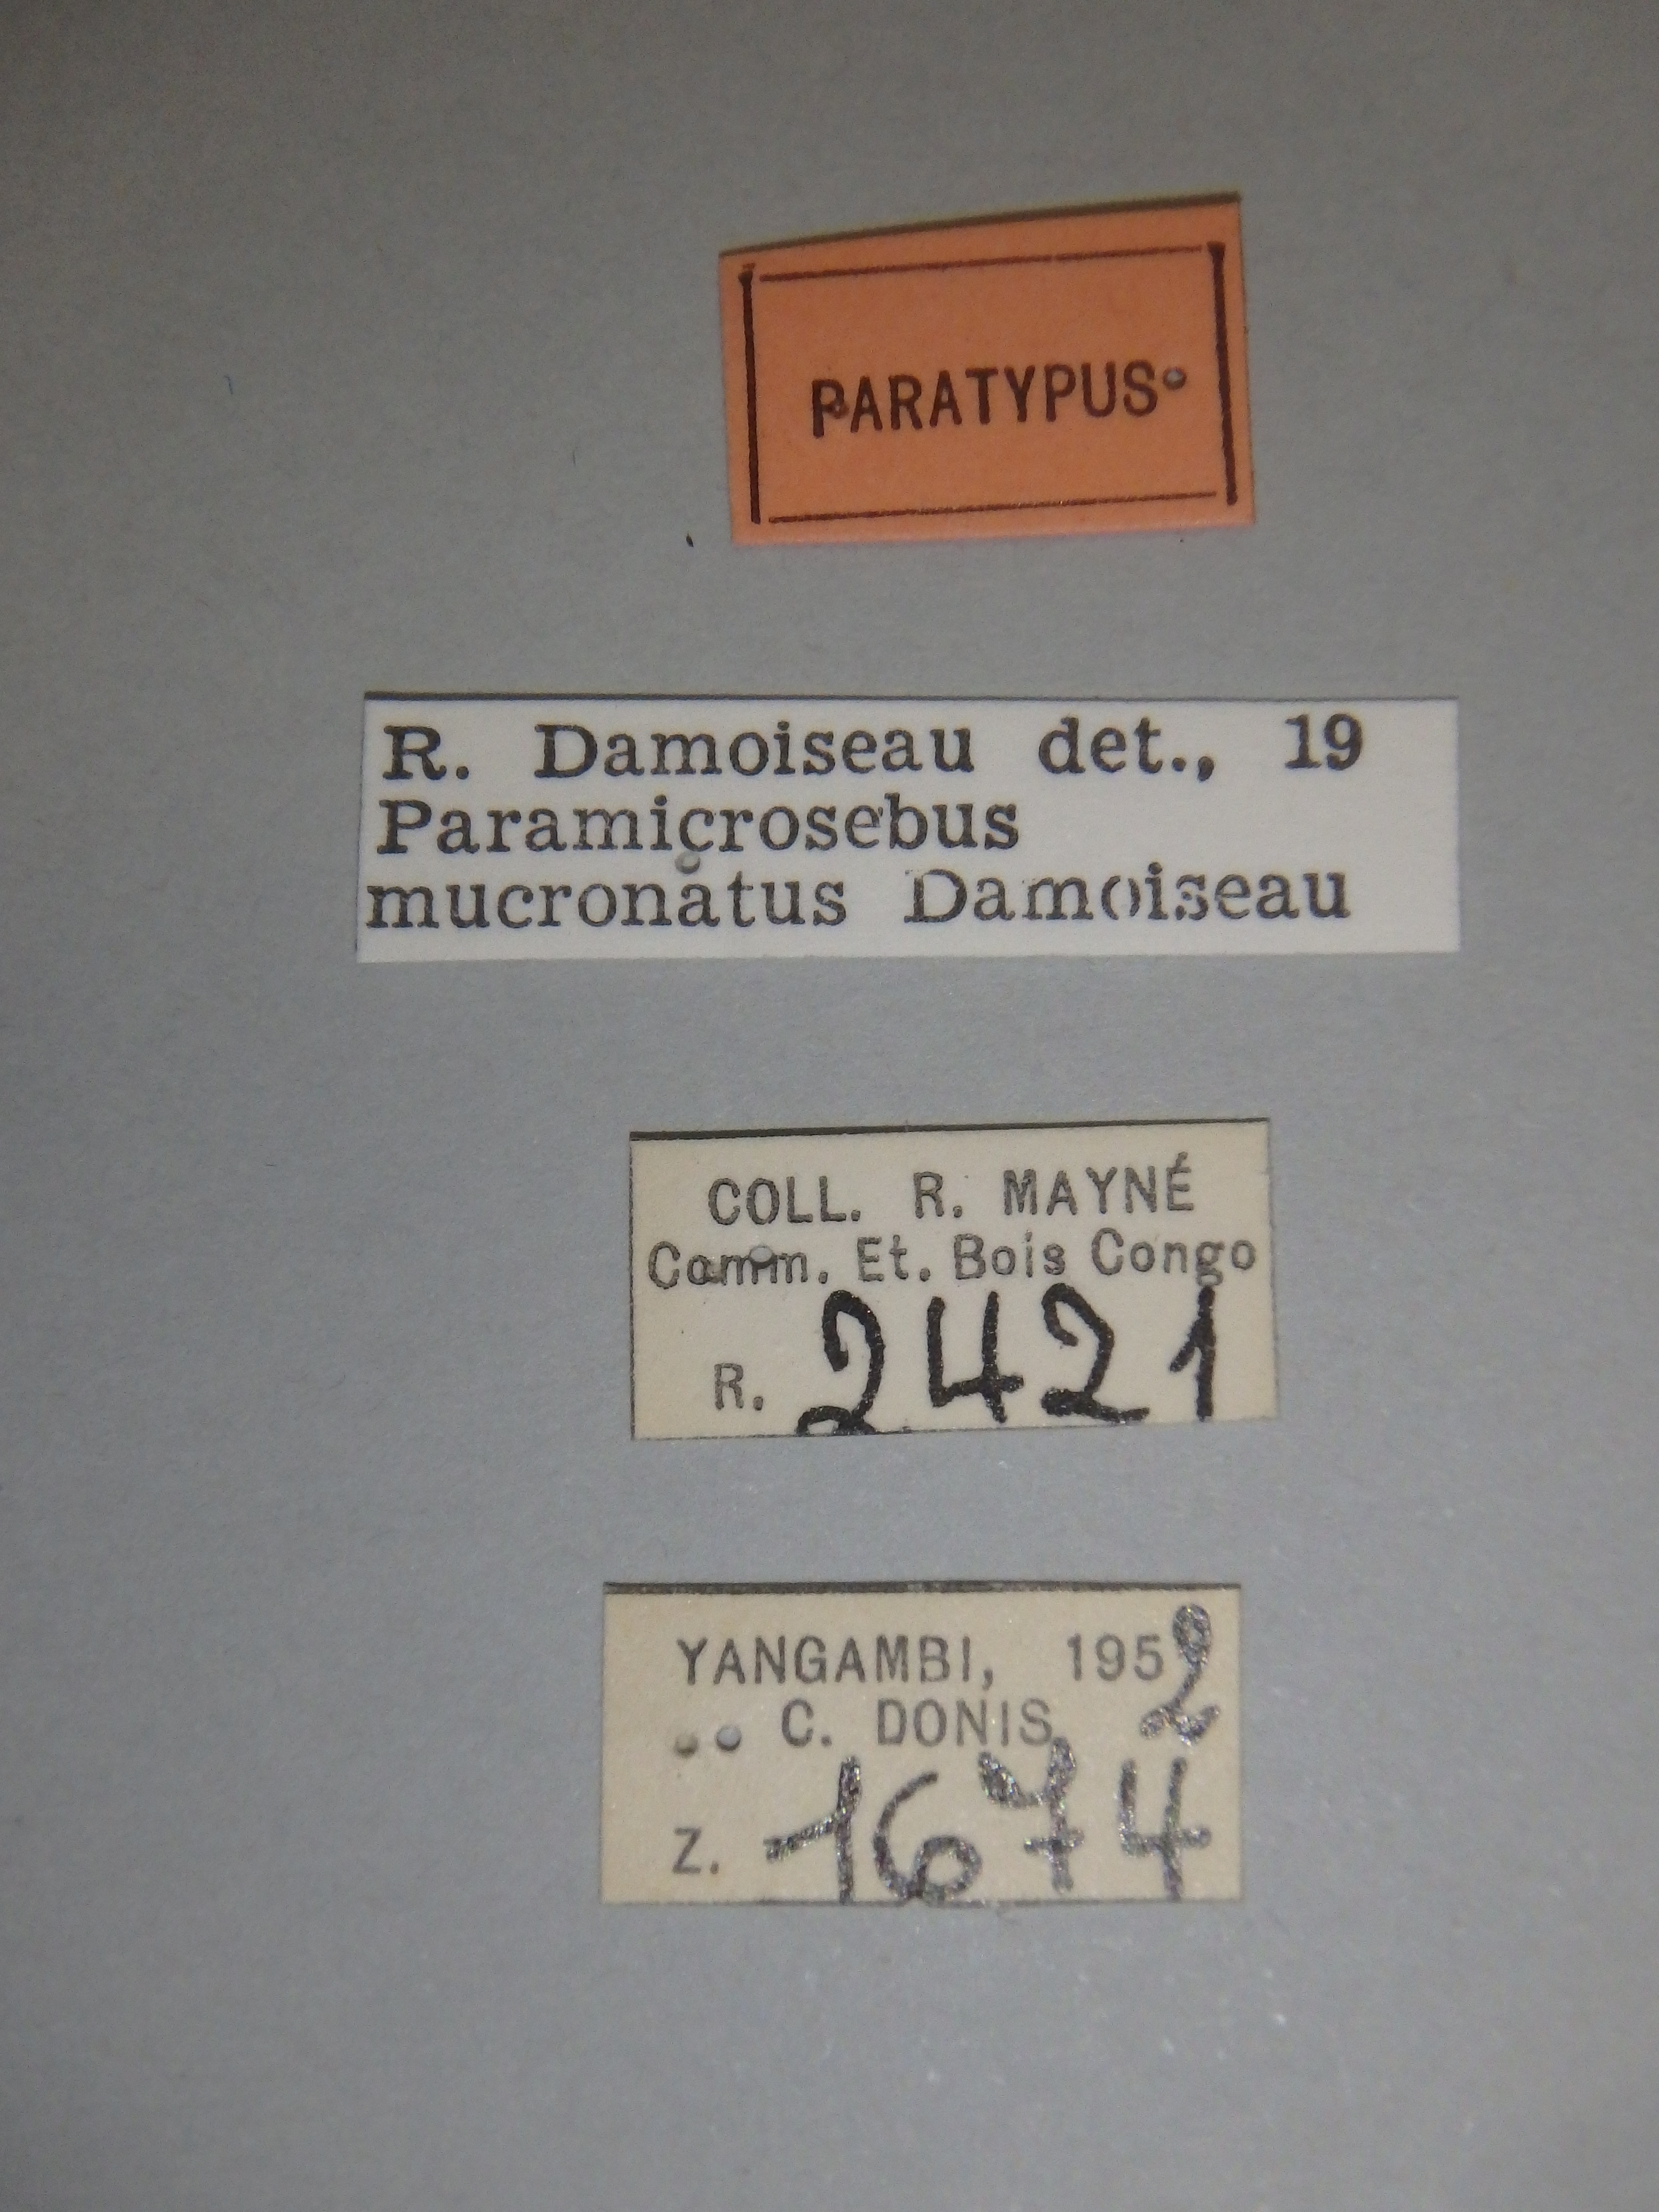 PARATYPUS
R. Damoiseau det., 19
Paramicrosebus
mucronatus Damoiseau
COLL. R. MAYNÉ
Comm. Et. Bois Congo
R. 2421
YANGAMBI, 1952
C. DONIS
Z. 1674